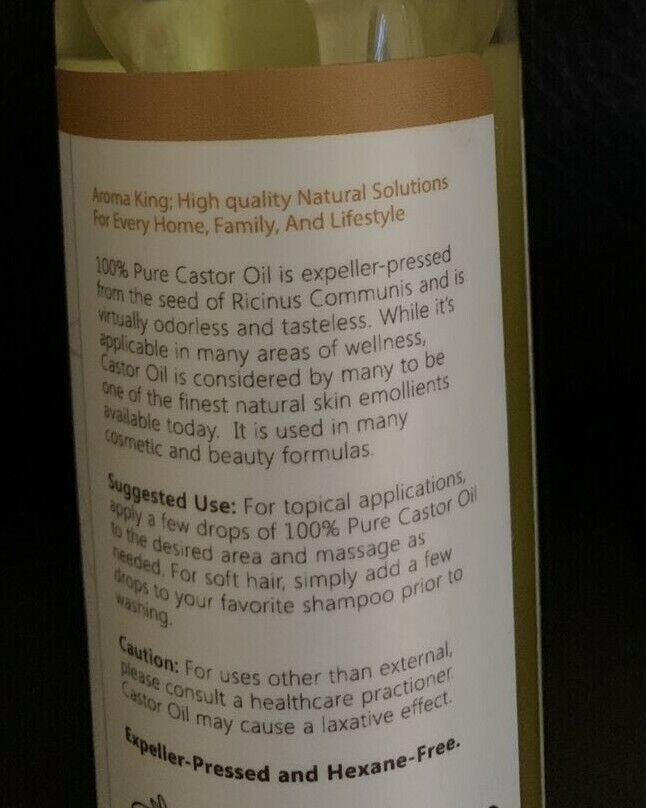 Aroma King; High quality Natural Solutions
For Every Home, Family, And Lifestyle
100% Pure Castor Oil is expeller-pressed
from the seed of Ricinus Communis and is
virtually odorless and tasteless. While it's
applicable in many areas of wellness,
Castor Oil is considered by many to be
one of the finest natural skin emollients
available today. It is used in many
cosmetic and beauty formulas.
Suggested Use: For topical applications,
apply a few drops of 100% Pure Castor Oil
to the desired area and massage as
needed. For soft hair, simply add a few
drops to your favorite shampoo prior to
washing.
Caution: For uses other than external,
please consult a healthcare practioner.
Castor Oil may cause a laxative effect.
Expeller-Pressed and Hexane-Free.